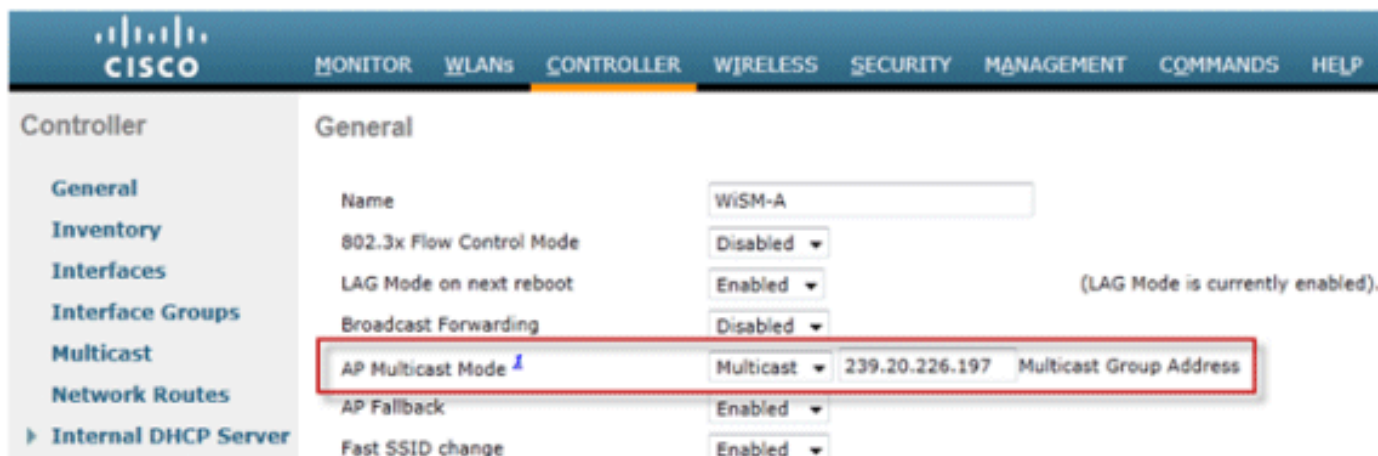 CISCO
MONITOR WLANs CONTROLLER WIRELESS SECURITY MANAGEMENT COMMANDS HELP
Controller
General
Inventory
Interfaces
Interface Groups
Multicast
Network Routes
Internal DHCP Server
General
Name WiSM-A
802.3x Flow Control Mode Disabled
LAG Mode on next reboot Enabled (LAG Mode is currently enabled).
Broadcast Forwarding Disabled
AP Multicast Mode 1 Multicast 239.20.226.197 Multicast Group Address
AP Fallback Enabled
Fast SSID change Enabled